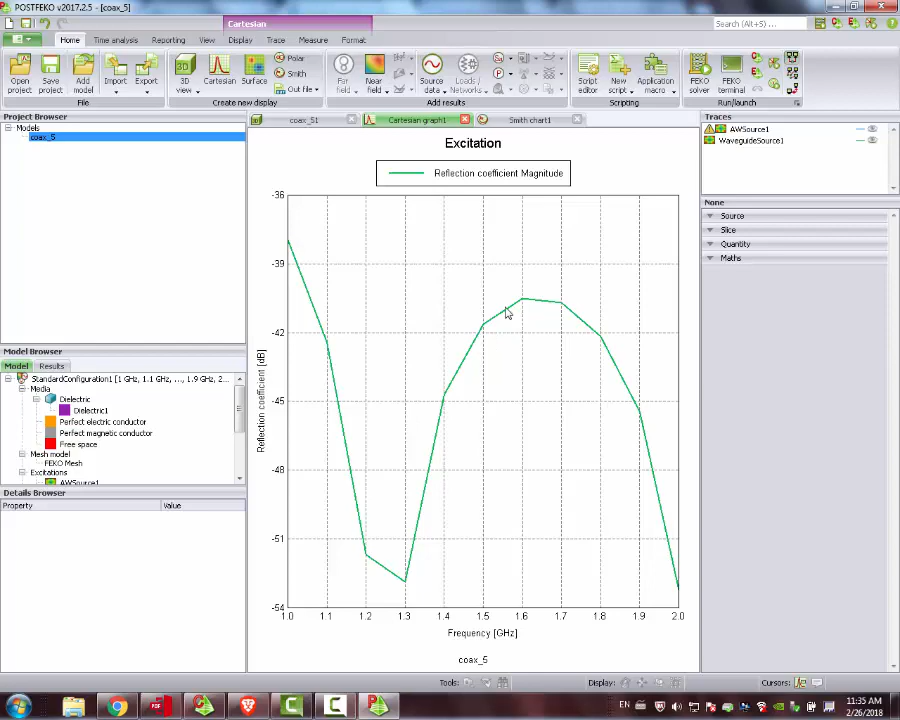 POSTFEKO v2017.2.5 - [coax_5]
Cartesian
Search (Alt+S) . . .
Home Time analysis Reporting View Display Trace Measure Format
Open project
Save project
Add model
Import
Export
3D view
Cartesian
Surface
Polar
Smith
Out file
Far field
Near field
Source data
Loads / Networks
Script editor
New script
Application macro
FEKO solver
FEKO terminal
File Create new display Add results Scripting Run/launch
Project Browser
Models
coax_5
coax_S1 Cartesian graph1 Smith chart1
Traces
AWSource1
WaveguideSource1
None
Source
Slice
Quantity
Maths
Excitation
Reflection coefficient Magnitude
-36
-39
-42
-45
-48
-51
-54
Reflection coefficient [dB]
1.0 1.1 1.2 1.3 1.4 1.5 1.6 1.7 1.8 1.9 2.0
Frequency [GHz]
coax_5
Model Browser
Model Results
StandardConfiguration1 [1 GHz, 1.1 GHz, ..., 1.9 GHz, 2...
Media
Dielectric
Dielectric1
Perfect electric conductor
Perfect magnetic conductor
Free space
Mesh model
FEKO Mesh
Excitations
AWSource1
Details Browser
Property Value
Tools: Display: Cursors:
EN
11:35 AM
2/26/2018